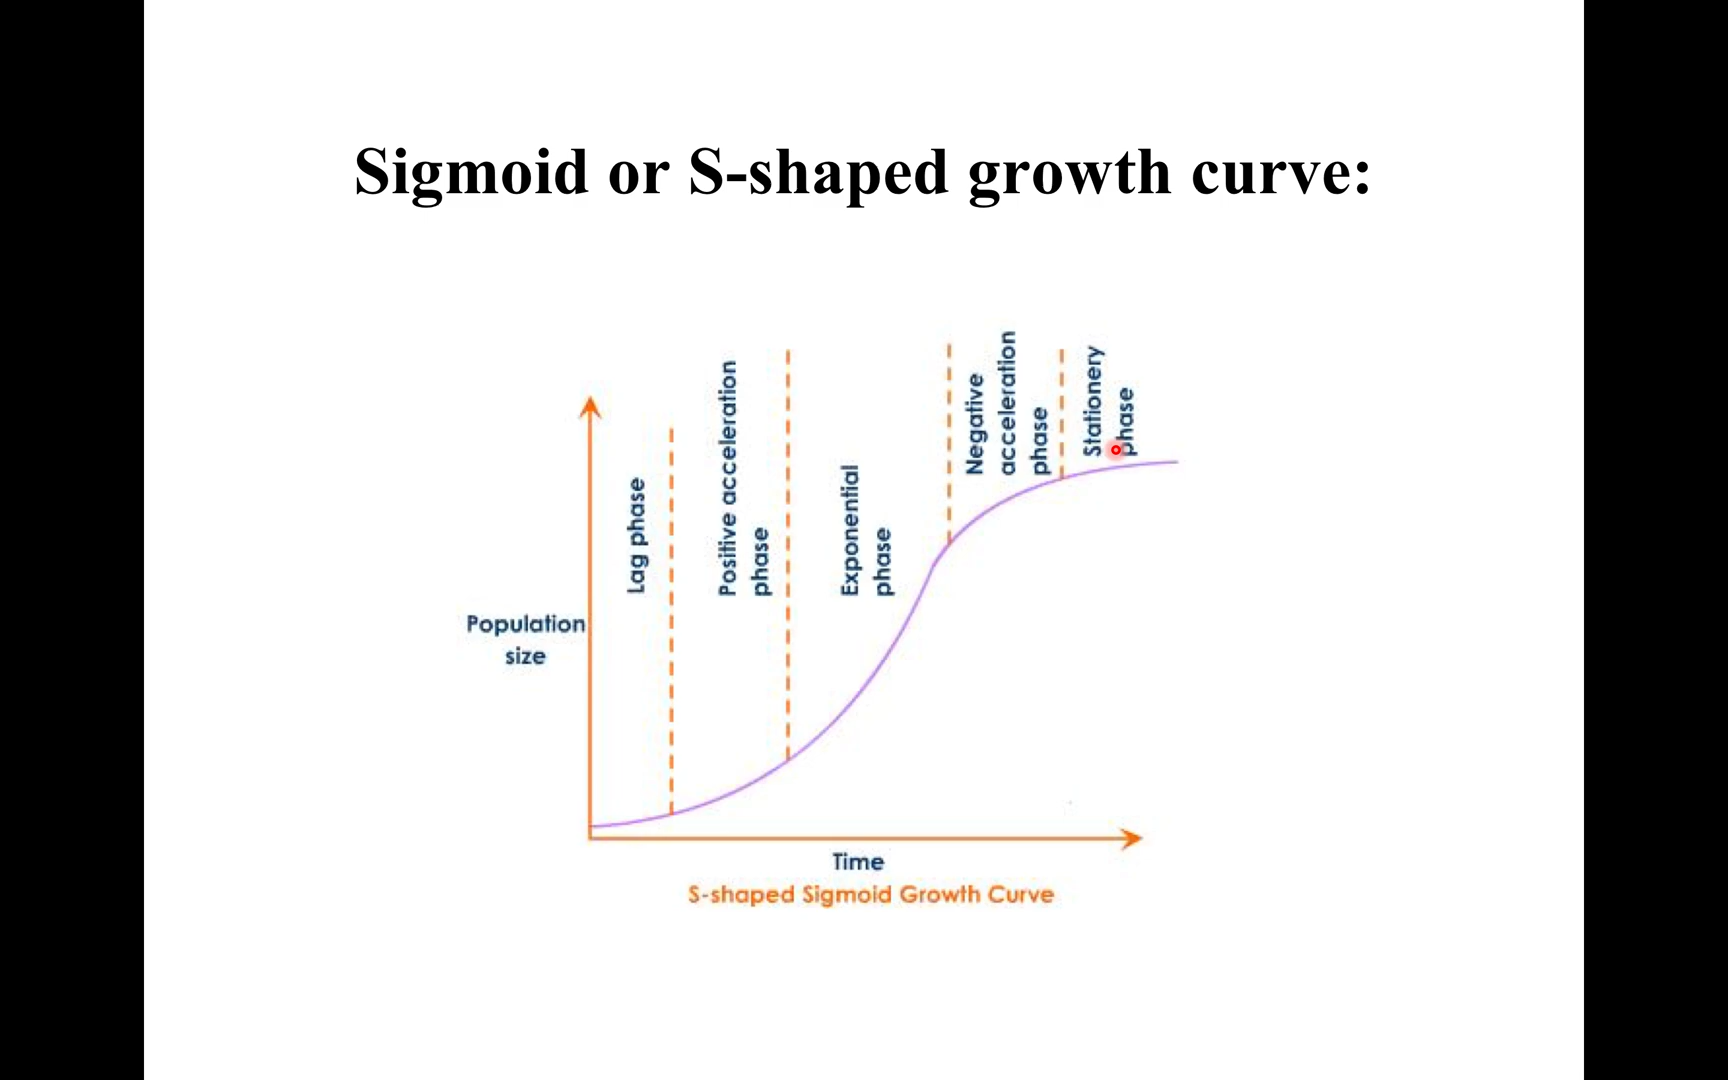 Sigmoid or S-shaped growth curve:
Lag phase
Positive acceleration
phase
Exponential
phase
Negative
acceleration
phase
Stationery
phase
Population
size
Time
S-shaped Sigmoid Growth Curve